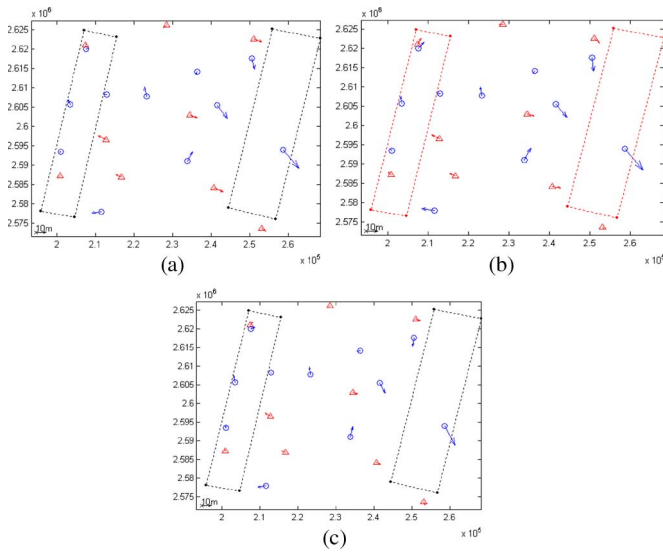 x 10⁶ x 10⁶
2.625 2.625
2.62 2.62
2.615 2.615
2.61 2.61
2.605 2.605
2.6 2.6
2.595 2.595
2.59 2.59
2.585 2.585
2.58 2.58
2.575 2.575
10m 10m
2 2.1 2.2 2.3 2.4 2.5 2.6 2 2.1 2.2 2.3 2.4 2.5 2.6
x 10⁵ x 10⁵
(a) (b)
x 10⁶
2.625
2.62
2.615
2.61
2.605
2.6
2.595
2.59
2.585
2.58
2.575
10m
2 2.1 2.2 2.3 2.4 2.5 2.6
x 10⁵
(c)